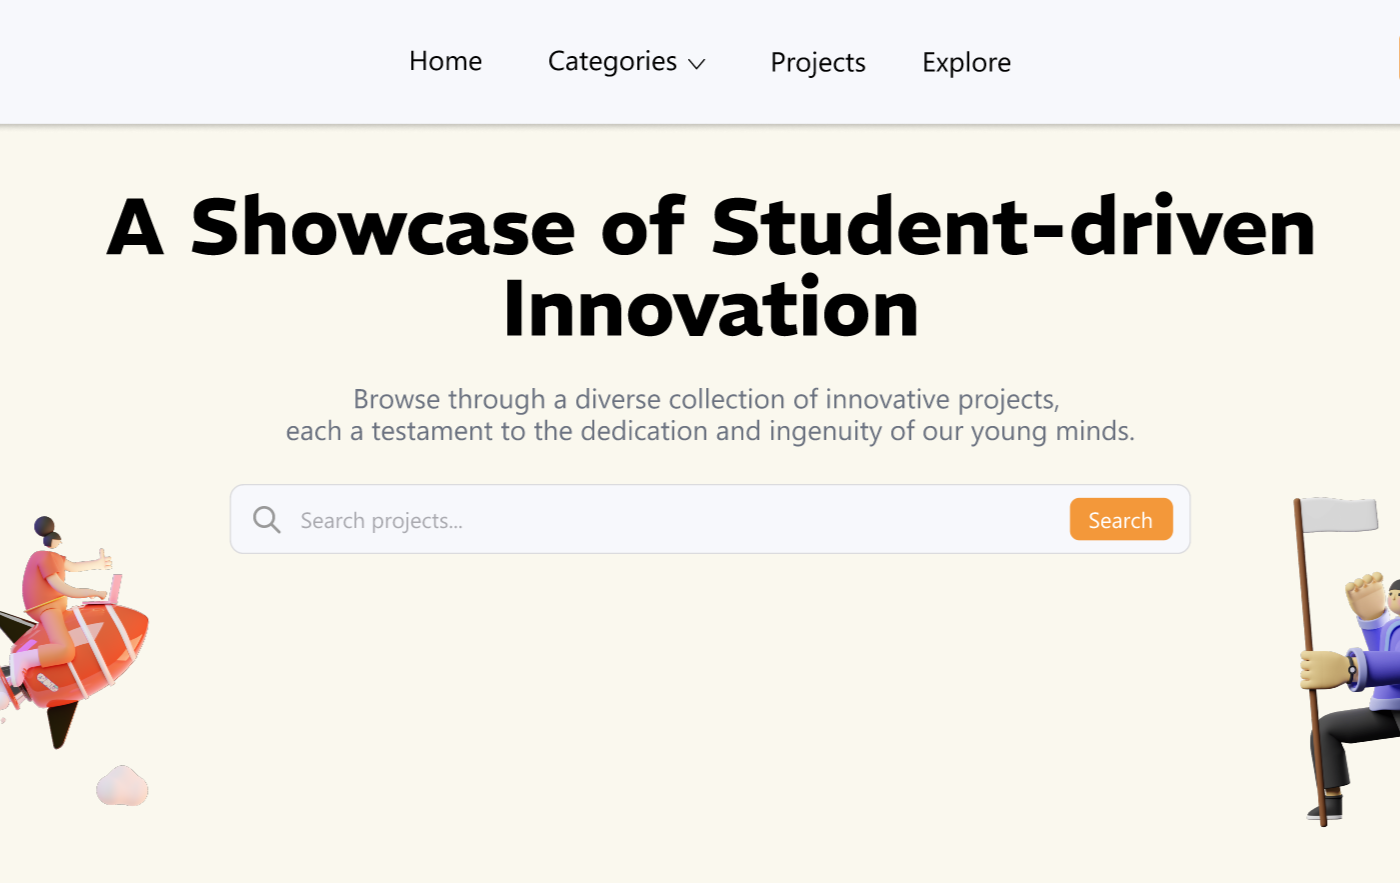 Home Categories Projects Explore
A Showcase of Student-driven
Innovation
Browse through a diverse collection of innovative projects,
each a testament to the dedication and ingenuity of our young minds.
Search projects... Search